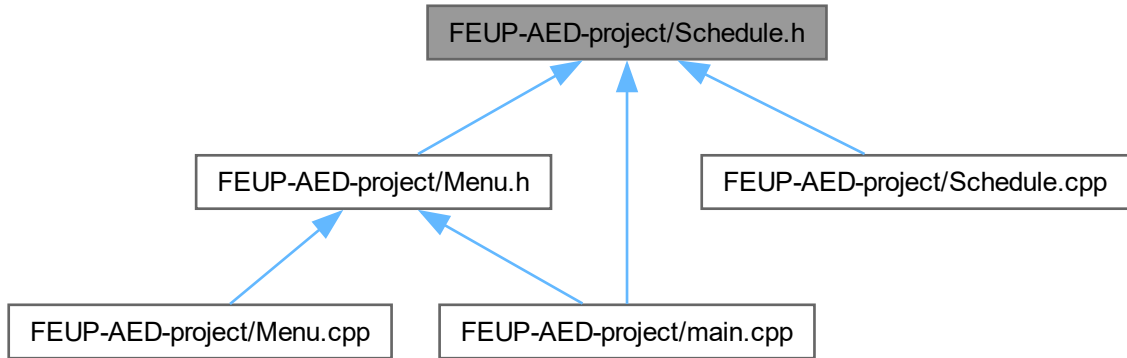 FEUP-AED-project/Schedule.h
FEUP-AED-project/Menu.h
FEUP-AED-project/Schedule.cpp
FEUP-AED-project/Menu.cpp
FEUP-AED-project/main.cpp